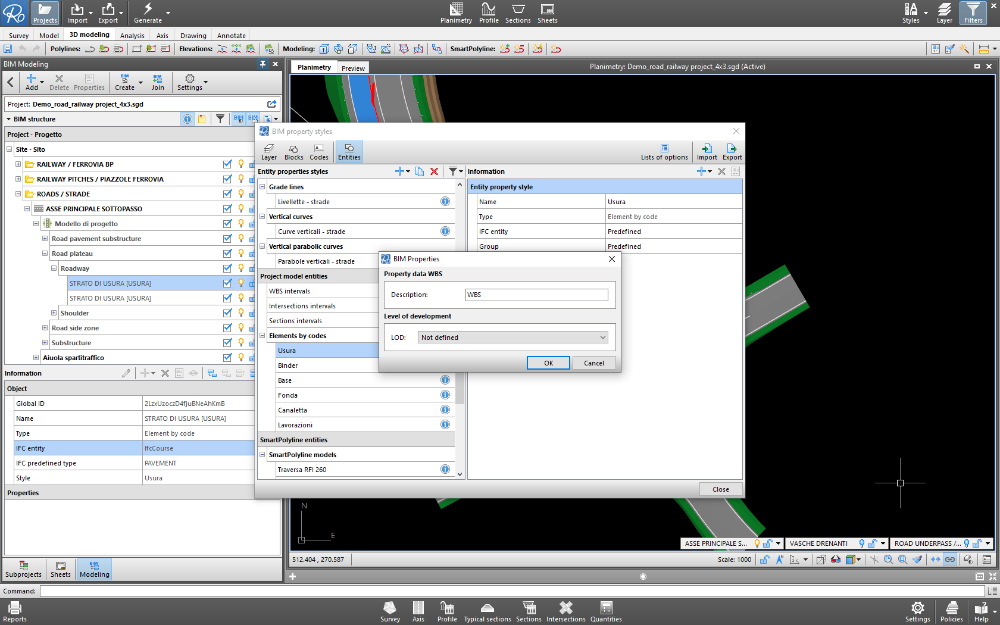 Ro
Projects
Import
Export
Generate
Planimetry
Profile
Sections
Sheets
Styles
Layer
Filters
Survey
Model
3D modeling
Analysis
Axis
Drawing
Annotate
Polylines:
Elevations:
Modeling:
SmartPolyline:
BIM Modeling
Add
Delete
Properties
Create
Join
Settings
Project: Demo_road_railway project_4x3.sgd
BIM structure
Project - Progetto
Site - Sito
RAILWAY / FERROVIA BP
RAILWAY PITCHES / PIAZZOLE FERROVIA
ROADS / STRADE
ASSE PRINCIPALE SOTTOPASSO
Modello di progetto
Road pavement substructure
Road plateau
Roadway
STRATO DI USURA [USURA]
STRATO DI USURA [USURA]
Shoulder
Road side zone
Substructure
Aiuola spartitraffico
Information
Object
Global ID 2LzxUzoczD4fjuBNeAhKmB
Name STRATO DI USURA [USURA]
Type Element by code
IFC entity IfcCourse
IFC predefined type PAVEMENT
Style Usura
Properties
Subprojects
Sheets
Modeling
Planimetry
Preview
Planimetry: Demo_road_railway project_4x3.sgd (Active)
BIM property styles
Layer
Blocks
Codes
Entities
Lists of options
Import
Export
Entity properties styles
Grade lines
Livellette - strade
Vertical curves
Curve verticali - strade
Vertical parabolic curves
Parabole verticali - strade
Project model entities
WBS intervals
Intersections intervals
Sections intervals
Elements by codes
Usura
Binder
Base
Fonda
Canaletta
Lavorazioni
SmartPolyline entities
SmartPolyline models
Traversa RFI 260
Information
Entity property style
Name Usura
Type Element by code
IFC entity Predefined
Group Predefined
Close
BIM Properties
Property data WBS
Description: WBS
Level of development
LOD: Not defined
OK
Cancel
N
E
ASSE PRINCIPALE S...
VASCHE DRENANTI
ROAD UNDERPASS /...
512.404 , 270.587
Scale: 1000
Command:
Reports
Survey
Axis
Profile
Typical sections
Sections
Intersections
Quantities
Settings
Policies
Help